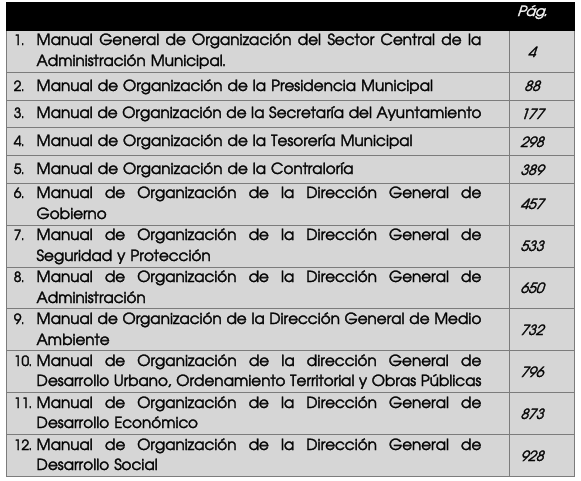 Pág.
1. Manual General de Organización del Sector Central de la
Administración Municipal.
4
2. Manual de Organización de la Presidencia Municipal 88
3. Manual de Organización de la Secretaría del Ayuntamiento 177
4. Manual de Organización de la Tesorería Municipal 298
5. Manual de Organización de la Contraloría 389
6. Manual de Organización de la Dirección General de
Gobierno
457
7. Manual de Organización de la Dirección General de
Seguridad y Protección
533
8. Manual de Organización de la Dirección General de
Administración
650
9. Manual de Organización de la Dirección General de Medio
Ambiente
732
10. Manual de Organización de la dirección General de
Desarrollo Urbano, Ordenamiento Territorial y Obras Públicas
796
11. Manual de Organización de la Dirección General de
Desarrollo Económico
873
12. Manual de Organización de la Dirección General de
Desarrollo Social
928